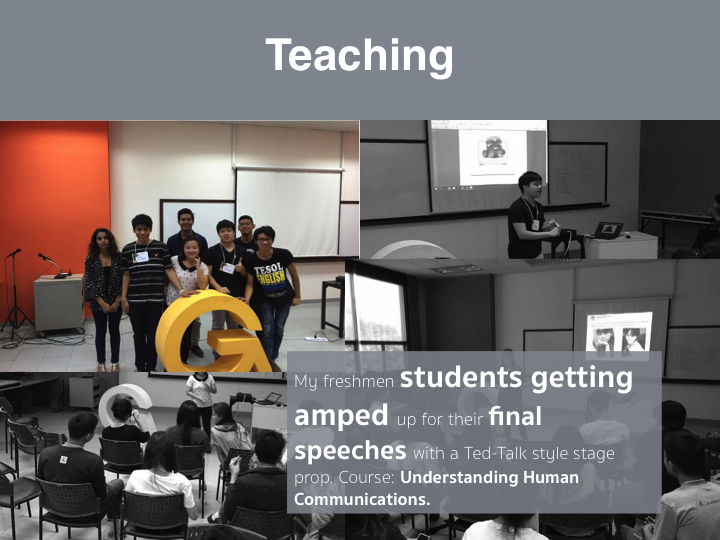 Teaching
TESOL
ENGLISH
G
My freshmen students getting
amped up for their final
speeches with a Ted-Talk style stage
prop. Course: Understanding Human
Communications.